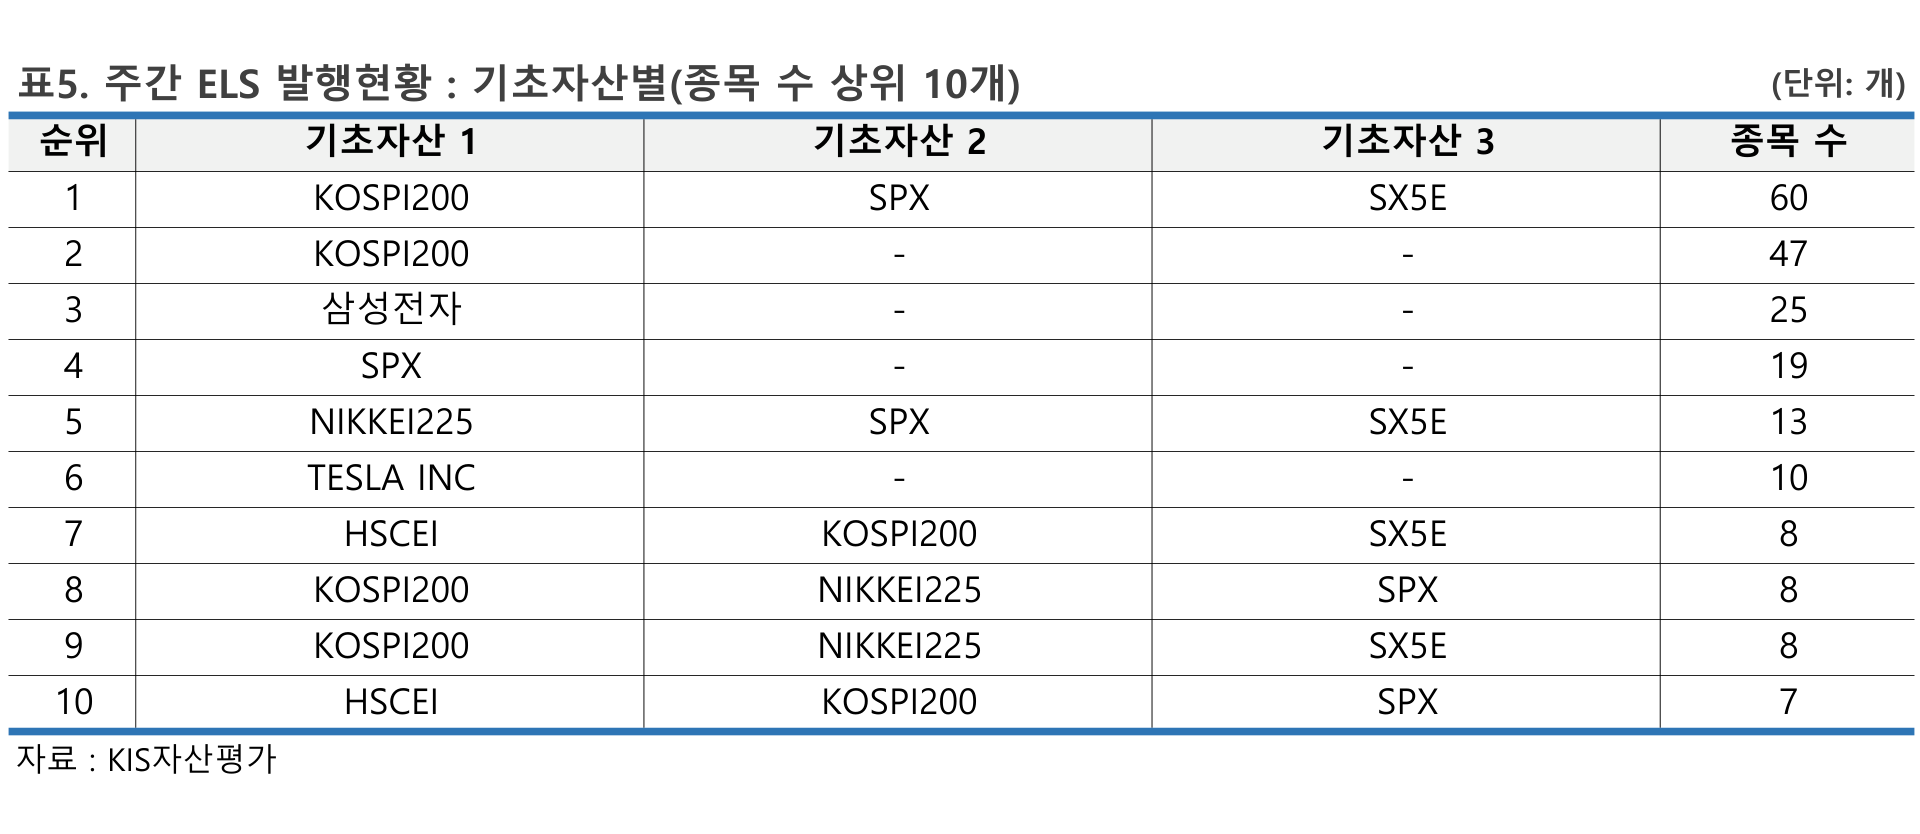 표5. 주간 ELS 발행현황 : 기초자산별(종목 수 상위 10개) (단위: 개)
순위 기초자산 1 기초자산 2 기초자산 3 종목 수
1 KOSPI200 SPX SX5E 60
2 KOSPI200 - - 47
3 삼성전자 - - 25
4 SPX - - 19
5 NIKKEI225 SPX SX5E 13
6 TESLA INC - - 10
7 HSCEI KOSPI200 SX5E 8
8 KOSPI200 NIKKEI225 SPX 8
9 KOSPI200 NIKKEI225 SX5E 8
10 HSCEI KOSPI200 SPX 7
자료 : KIS자산평가